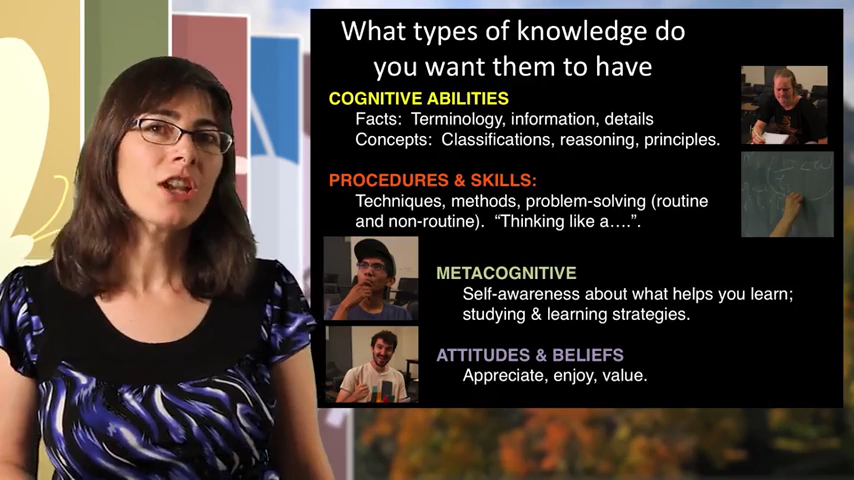 What types of knowledge do
you want them to have
COGNITIVE ABILITIES
Facts: Terminology, information, details
Concepts: Classifications, reasoning, principles.
PROCEDURES & SKILLS:
Techniques, methods, problem-solving (routine
and non-routine). “Thinking like a….”.
METACOGNITIVE
Self-awareness about what helps you learn;
studying & learning strategies.
ATTITUDES & BELIEFS
Appreciate, enjoy, value.